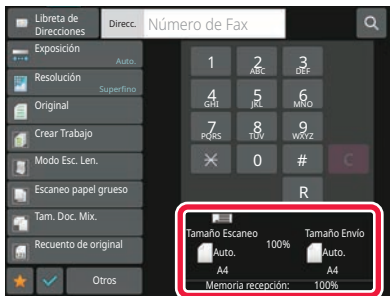 Libreta de
Direcciones
Direcc.
Número de Fax
Exposición
Auto.
Resolución
Superfino
Original
Crear Trabajo
Modo Esc. Len.
Escaneo papel grueso
Tam. Doc. Mix.
Recuento de original
Otros
1
2
ABC
3
DEF
4
GHI
5
JKL
6
MNO
7
PQRS
8
TUV
9
WXYZ
0
#
C
R
Tamaño Escaneo
Tamaño Envío
100%
Auto.
Auto.
A4
A4
Memoria recepción: 100%